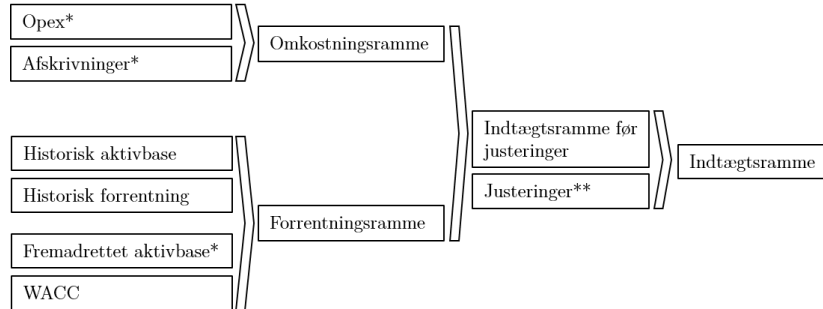 Opex*
Afskrivninger*
Omkostningsramme
Historisk aktivbase
Historisk forrentning
Fremadrettet aktivbase*
WACC
Forrentningsramme
Indtægtsramme før
justeringer
Justeringer**
Indtægtsramme